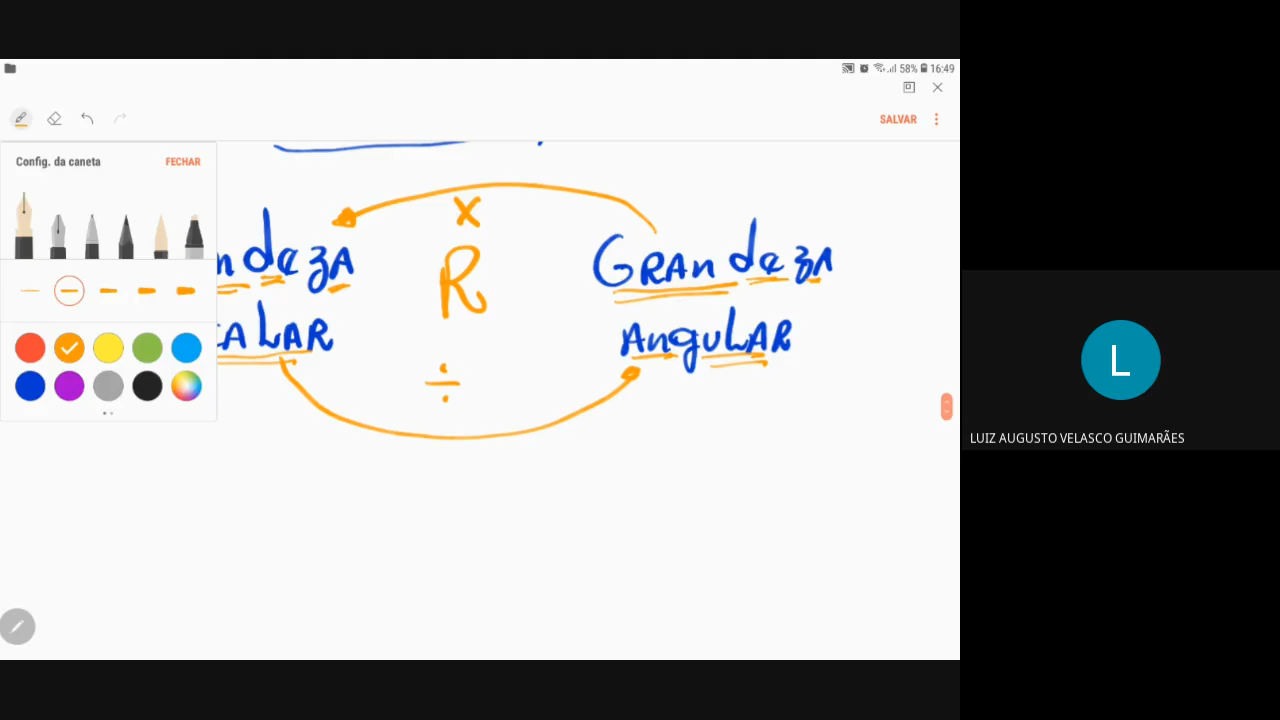 58% 16:49
SALVAR
Config. da caneta FECHAR
x
ndeza R Grandeza
alar Angular
÷
L
LUIZ AUGUSTO VELASCO GUIMARÃES